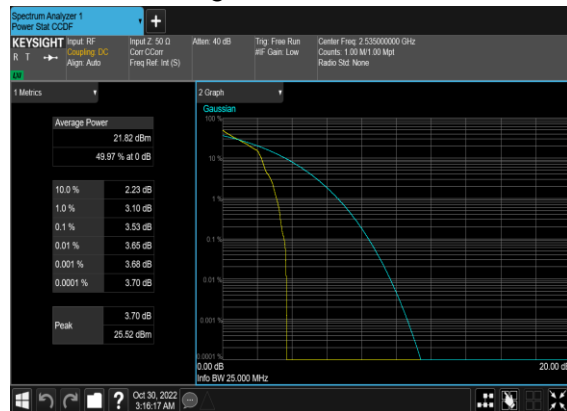 Spectrum Analyzer 1
Power Stat CCDF
+
KEYSIGHT
R T
LV
Input: RF
Coupling: DC
Align: Auto
Input Z: 50 Ω
Corr CCorr
Freq Ref: Int (S)
Atten: 40 dB
Trig: Free Run
#IF Gain: Low
Center Freq: 2.535000000 GHz
Counts: 1.00 M/1.00 Mpt
Radio Std: None
1 Metrics
Average Power
21.82 dBm
49.97 % at 0 dB
10.0 % 2.23 dB
1.0 % 3.10 dB
0.1 % 3.53 dB
0.01 % 3.65 dB
0.001 % 3.68 dB
0.0001 % 3.70 dB
Peak
3.70 dB
25.52 dBm
2 Graph
Gaussian
100 %
10 %
1 %
0.1 %
0.01 %
0.001 %
0.0001 %
0.00 dB
20.00 dB
Info BW 25.000 MHz
?
Oct 30, 2022
3:16:17 AM